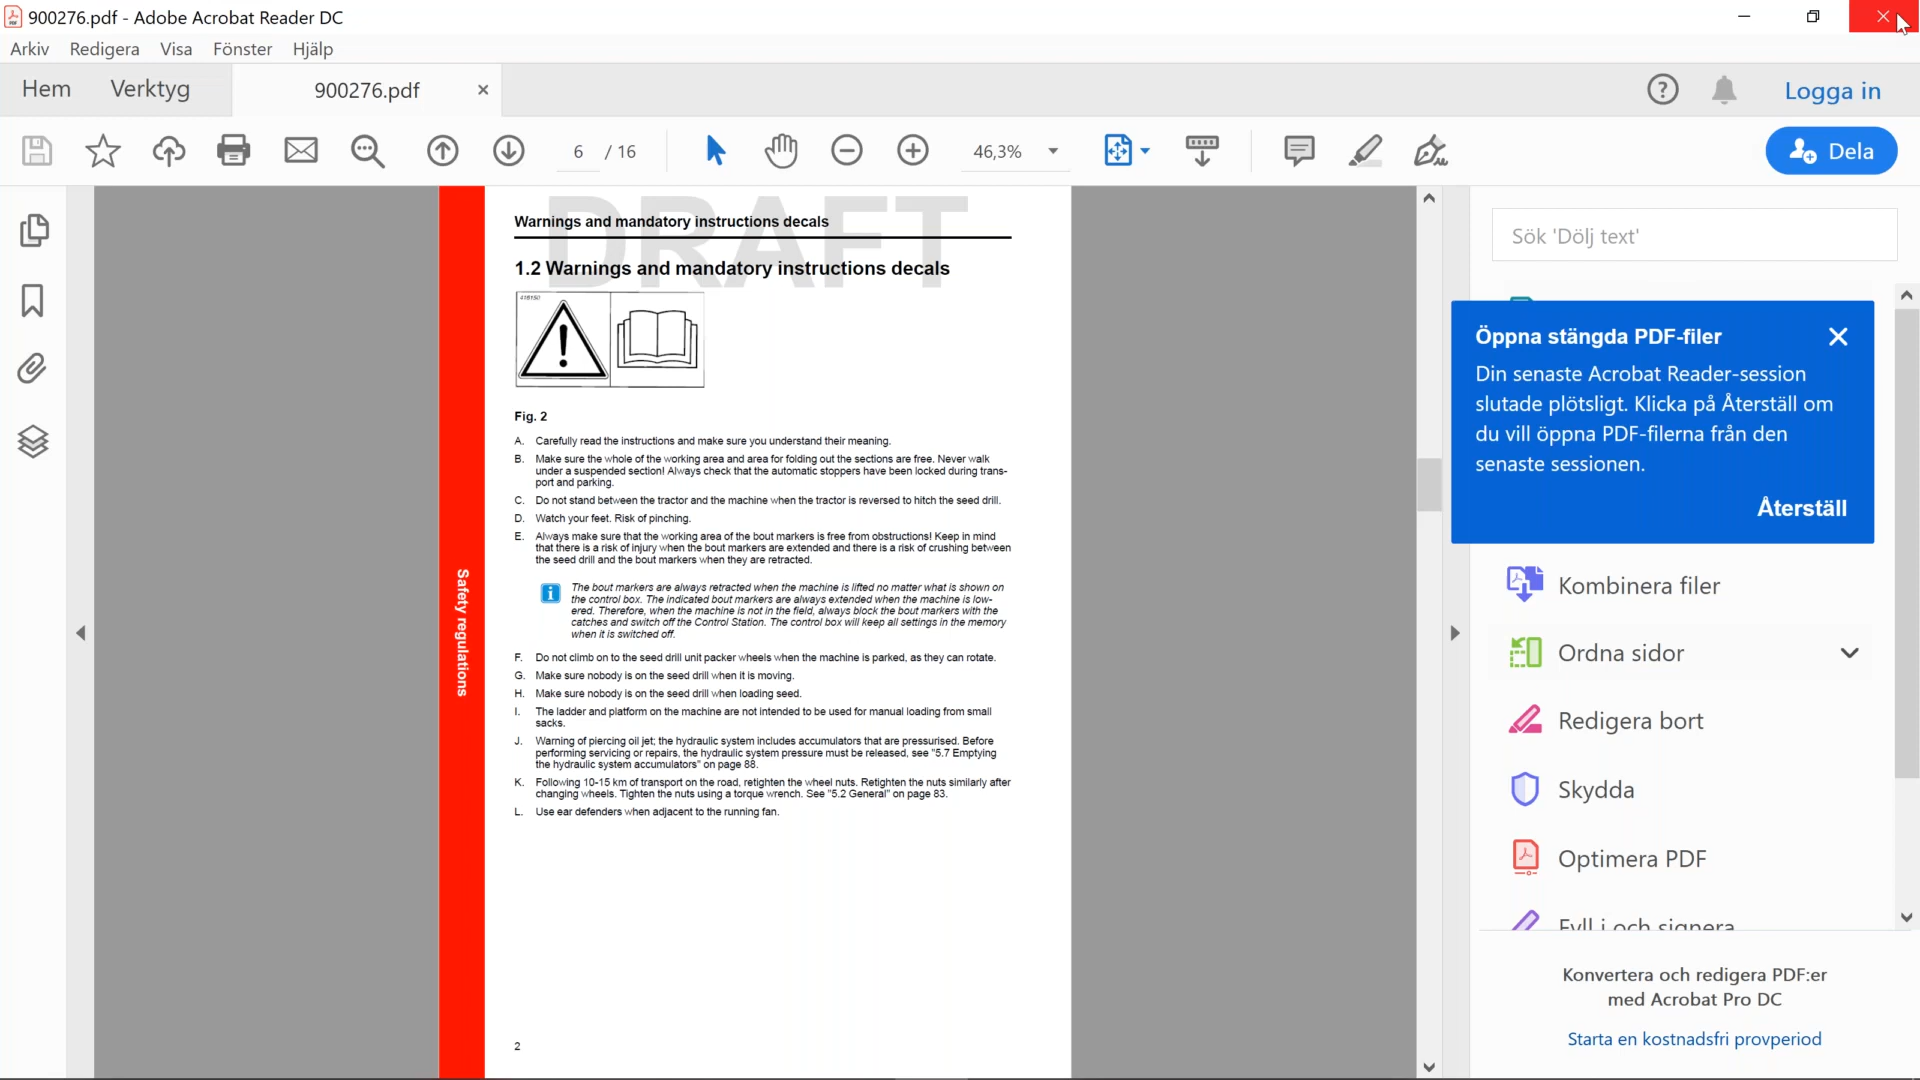 900276.pdf - Adobe Acrobat Reader DC
Arkiv Redigera Visa Fönster Hjälp
Hem Verktyg 900276.pdf Logga in
6 / 16 46,3% Dela
DRAFT
Warnings and mandatory instructions decals
1.2 Warnings and mandatory instructions decals
Fig. 2
A. Carefully read the instructions and make sure you understand their meaning.
B. Make sure the whole of the working area and area for folding out the sections are free. Never walk
under a suspended section! Always check that the automatic stoppers have been locked during trans-
port and parking.
C. Do not stand between the tractor and the machine when the tractor is reversed to hitch the seed drill.
D. Watch your feet. Risk of pinching.
E. Always make sure that the working area of the bout markers is free from obstructions! Keep in mind
that there is a risk of injury when the bout markers are extended and there is a risk of crushing between
the seed drill and the bout markers when they are retracted.
i
The bout markers are always retracted when the machine is lifted no matter what is shown on
the control box. The indicated bout markers are always extended when the machine is low-
ered. Therefore, when the machine is not in the field, always block the bout markers with the
catches and switch off the Control Station. The control box will keep all settings in the memory
when it is switched off.
F. Do not climb on to the seed drill unit packer wheels when the machine is parked, as they can rotate.
G. Make sure nobody is on the seed drill when it is moving.
H. Make sure nobody is on the seed drill when loading seed.
I. The ladder and platform on the machine are not intended to be used for manual loading from small
sacks.
J. Warning of piercing oil jet; the hydraulic system includes accumulators that are pressurised. Before
performing servicing or repairs, the hydraulic system pressure must be released, see "5.7 Emptying
the hydraulic system accumulators" on page 88.
K. Following 10-15 km of transport on the road, retighten the wheel nuts. Retighten the nuts similarly after
changing wheels. Tighten the nuts using a torque wrench. See "5.2 General" on page 83.
L. Use ear defenders when adjacent to the running fan.
2
Safety regulations
Sök 'Dölj text'
Öppna stängda PDF-filer
Din senaste Acrobat Reader-session
slutade plötsligt. Klicka på Återställ om
du vill öppna PDF-filerna från den
senaste sessionen.
Återställ
Kombinera filer
Ordna sidor
Redigera bort
Skydda
Optimera PDF
Fyll i och signera
Konvertera och redigera PDF:er
med Acrobat Pro DC
Starta en kostnadsfri provperiod